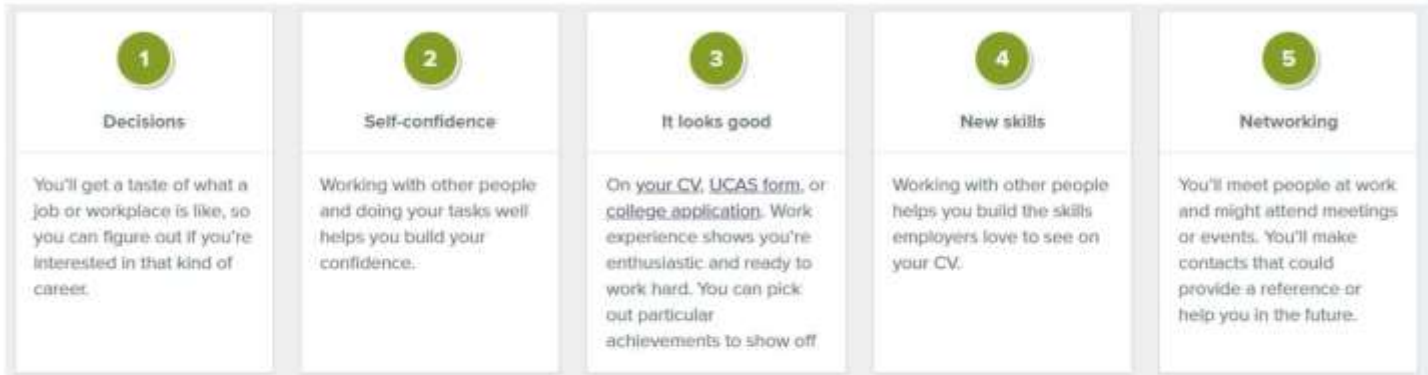 1
Decisions
You'll get a taste of what a
job or workplace is like, so
you can figure out if you're
interested in that kind of
career.
2
Self-confidence
Working with other people
and doing your tasks well
helps you build your
confidence.
3
It looks good
On your CV, UCAS form, or
college application. Work
experience shows you're
enthusiastic and ready to
work hard. You can pick
out particular
achievements to show off
4
New skills
Working with other people
helps you build the skills
employers love to see on
your CV.
5
Networking
You'll meet people at work
and might attend meetings
or events. You'll make
contacts that could
provide a reference or
help you in the future.